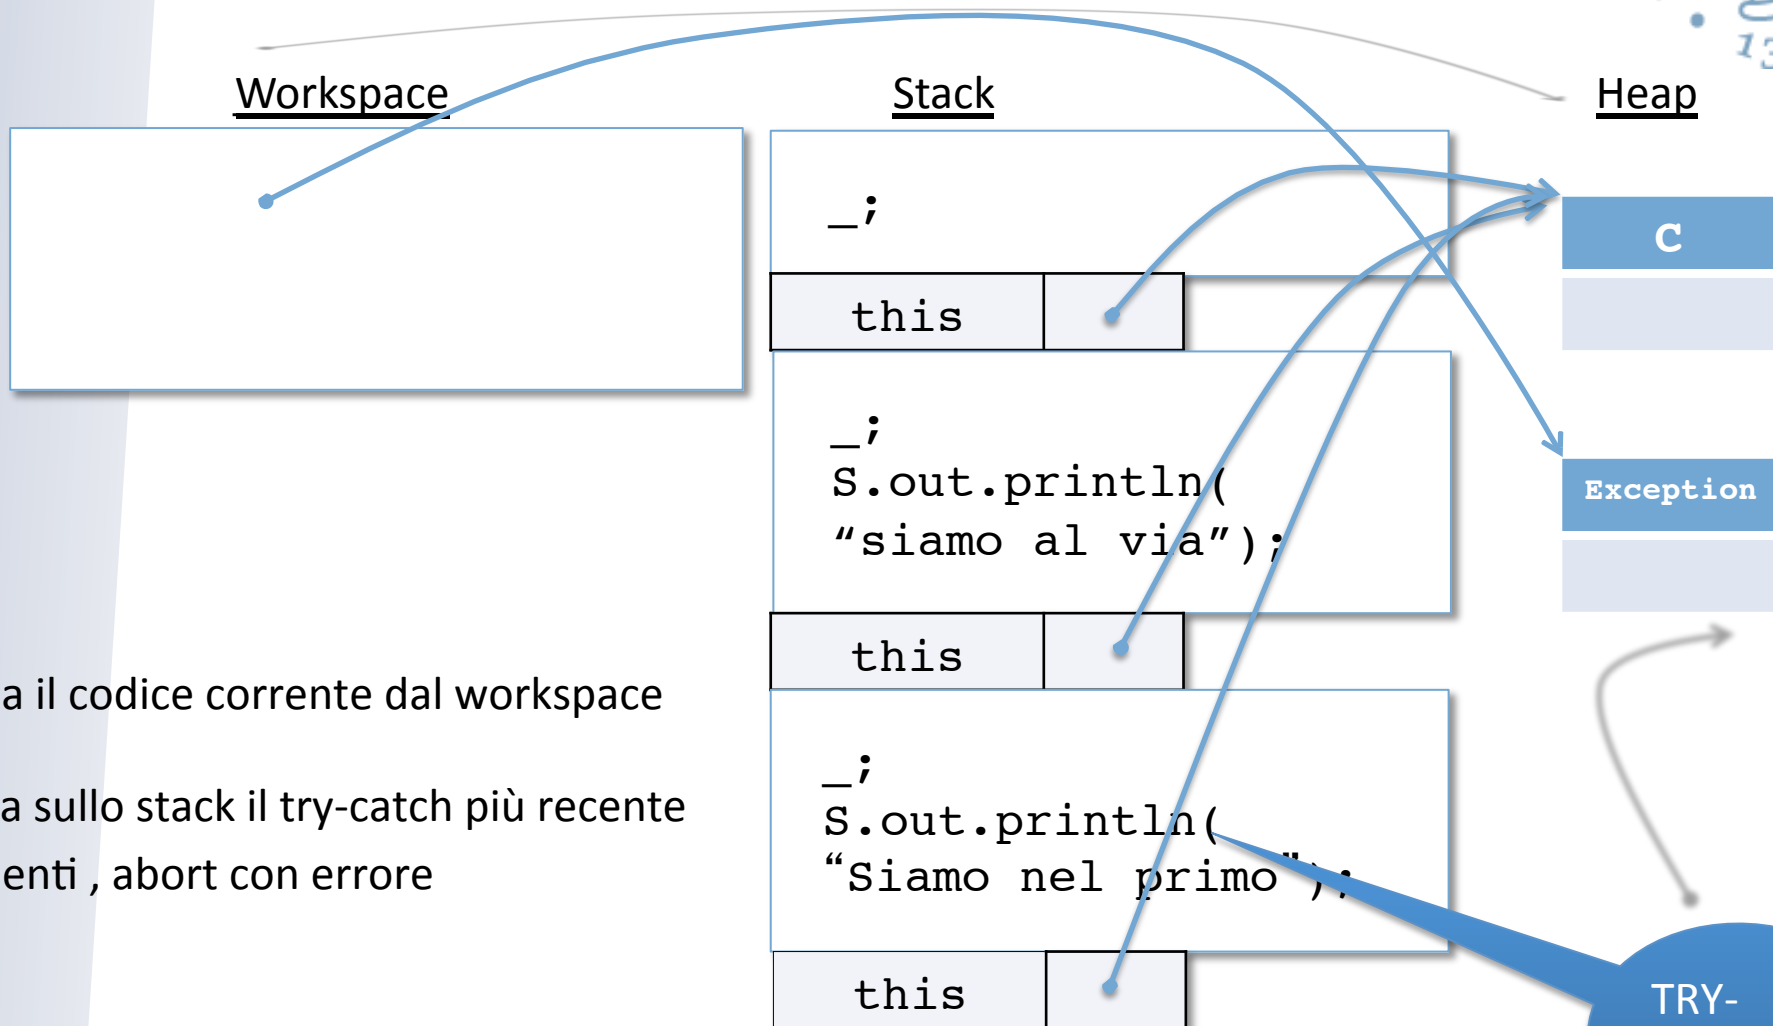 Workspace
Stack
Heap
_;
C
this
_;
S.out.println(
“siamo al via”);
Exception
this
a il codice corrente dal workspace
_;
a sullo stack il try-catch più recente
S.out.println(
enti , abort con errore
“Siamo nel primo”);
this
TRY-